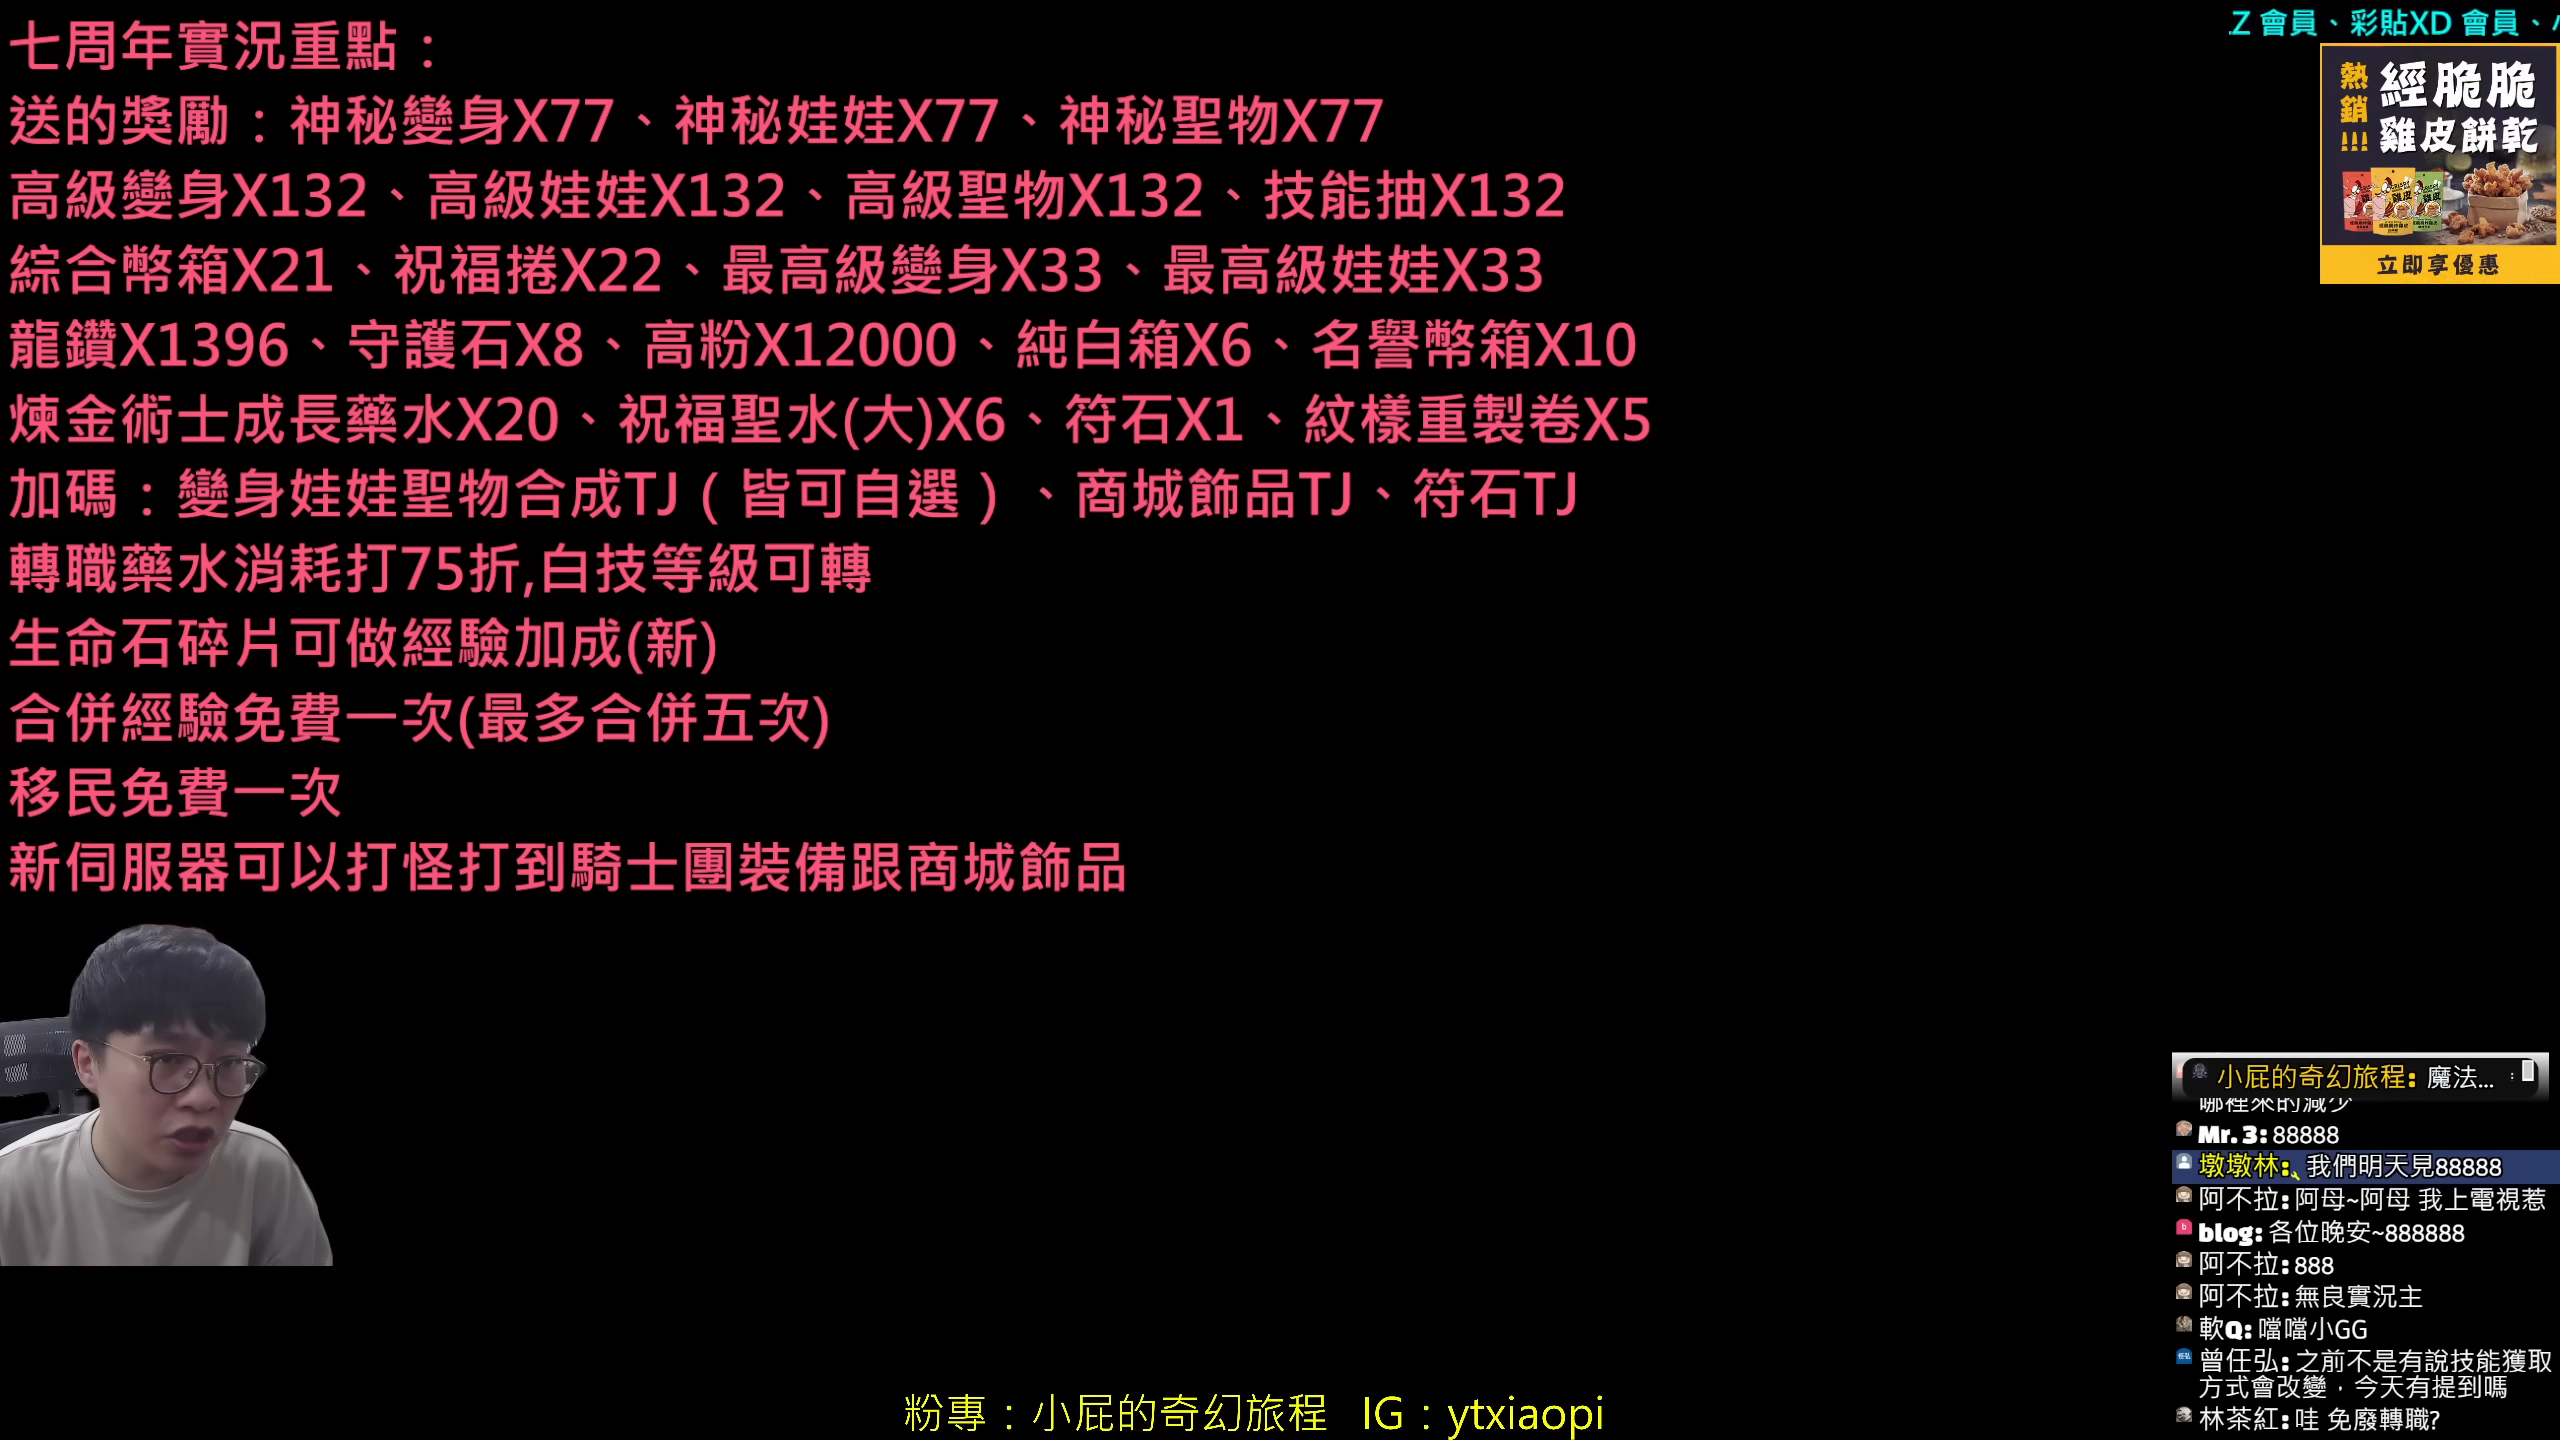 七周年實況重點：
送的獎勵：神秘變身X77、神秘娃娃X77、神秘聖物X77
高級變身X132、高級娃娃X132、高級聖物X132、技能抽X132
綜合幣箱X21、祝福捲X22、最高級變身X33、最高級娃娃X33
龍鑽X1396、守護石X8、高粉X12000、純白箱X6、名譽幣箱X10
煉金術士成長藥水X20、祝福聖水(大)X6、符石X1、紋樣重製卷X5
加碼：變身娃娃聖物合成TJ（皆可自選）、商城飾品TJ、符石TJ
轉職藥水消耗打75折,白技等級可轉
生命石碎片可做經驗加成(新)
合併經驗免費一次(最多合併五次)
移民免費一次
新伺服器可以打怪打到騎士團裝備跟商城飾品
Z 會員、彩貼XD 會員、
熱銷!!!
經脆脆
雞皮餅乾
立即享優惠
小屁的奇幻旅程: 魔法...
哪裡來的減少
Mr. 3: 88888
墩墩林: 我們明天見88888
阿不拉: 阿母~阿母 我上電視惹
blog: 各位晚安~888888
阿不拉: 888
阿不拉: 無良實況主
軟Q: 噹噹小GG
曾任弘: 之前不是有說技能獲取
方式會改變，今天有提到嗎
林茶紅: 哇 免廢轉職?
粉專：小屁的奇幻旅程 IG：ytxiaopi